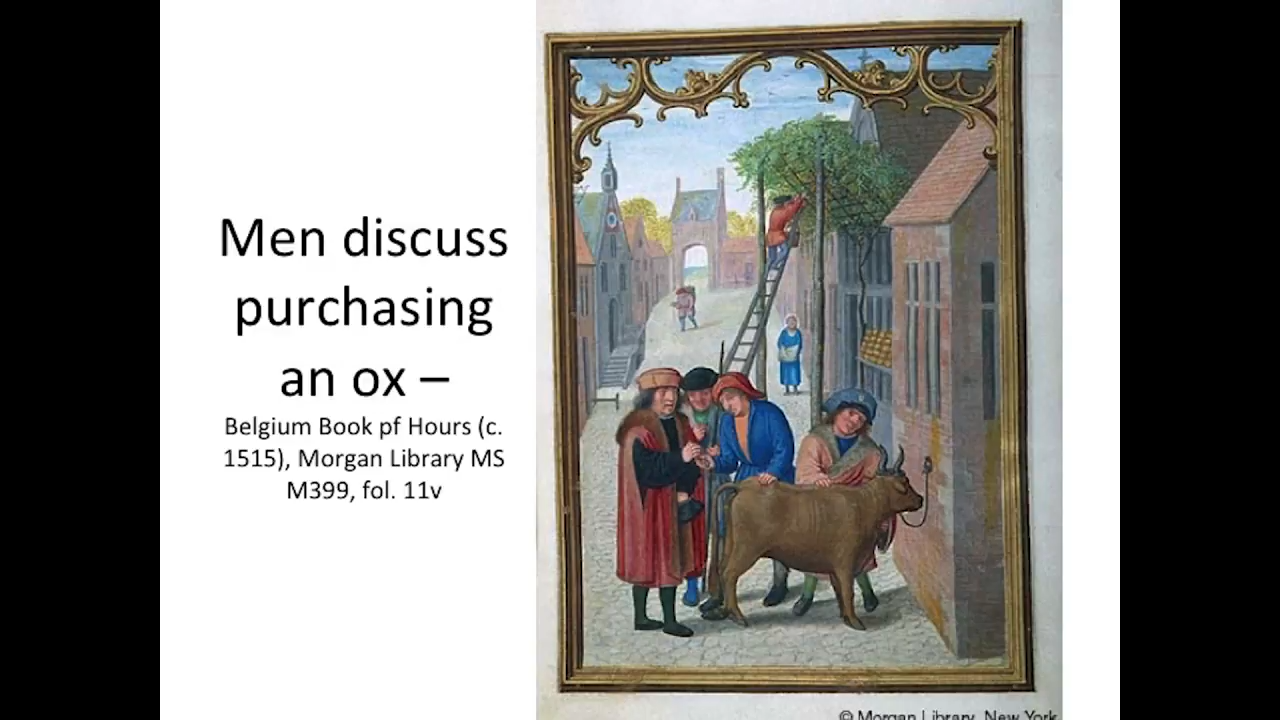 Men discuss
purchasing
an ox –
Belgium Book pf Hours (c.
1515), Morgan Library MS
M399, fol. 11v
© Morgan Library, New York